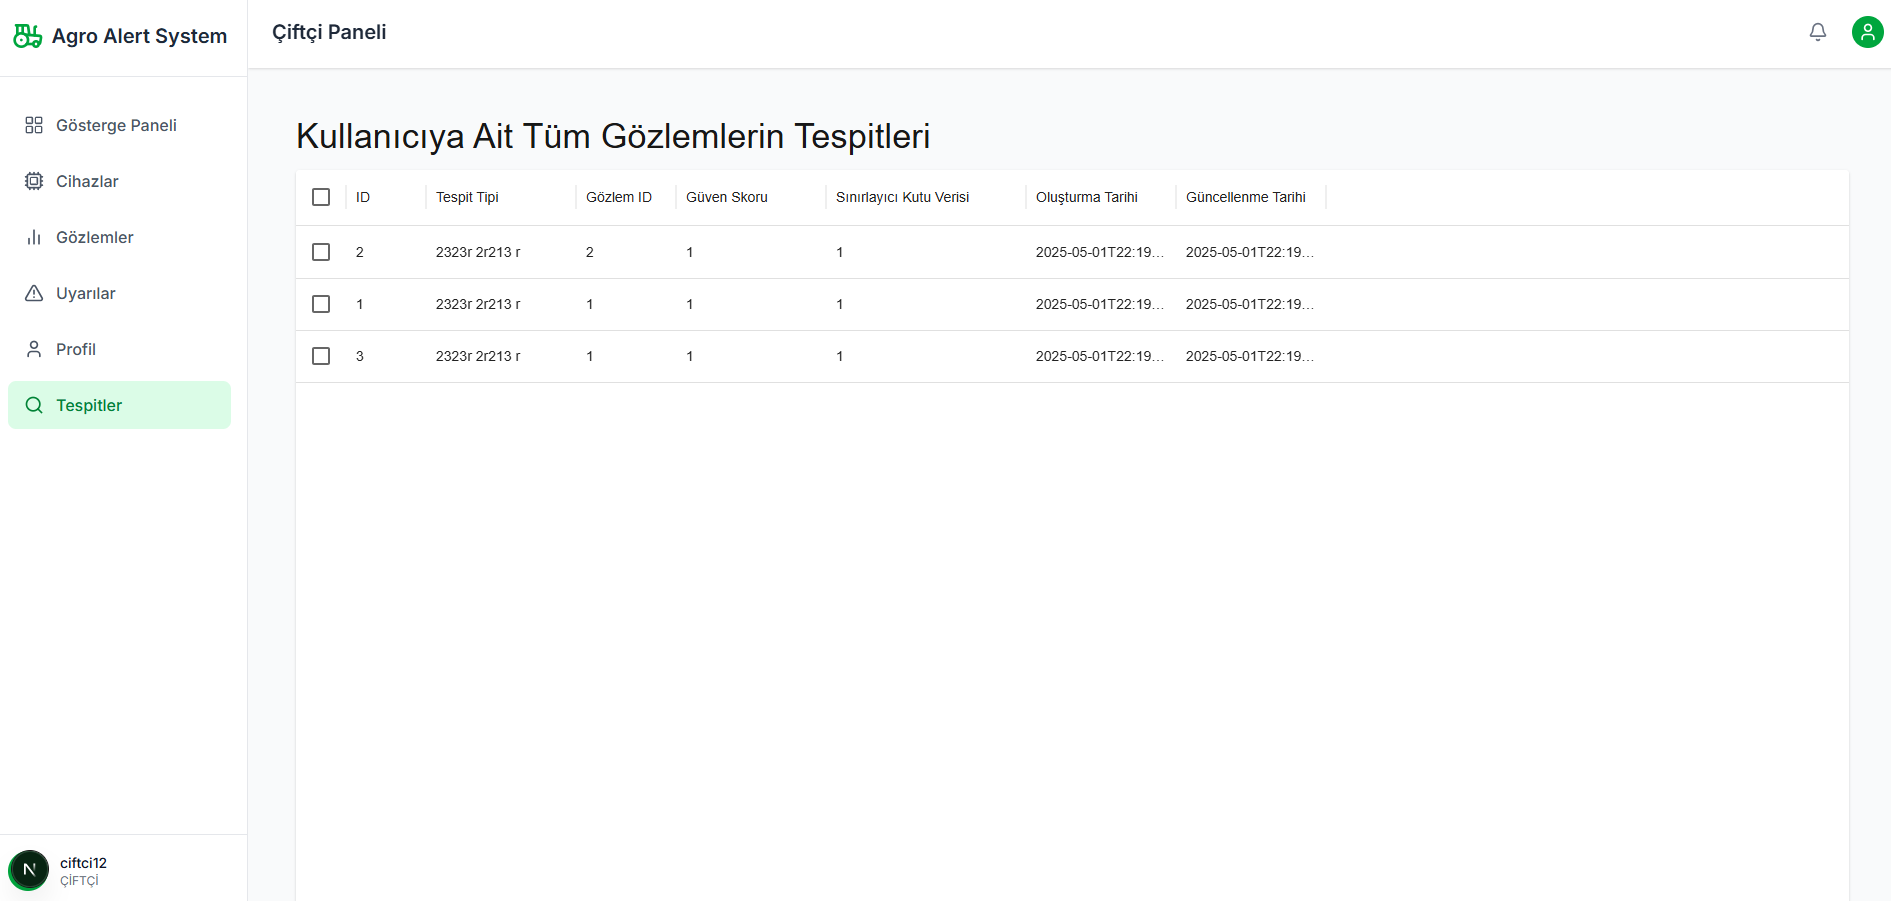 Agro Alert System
Çiftçi Paneli
Gösterge Paneli
Cihazlar
Gözlemler
Uyarılar
Profil
Tespitler
Kullanıcıya Ait Tüm Gözlemlerin Tespitleri
ID Tespit Tipi Gözlem ID Güven Skoru Sınırlayıcı Kutu Verisi Oluşturma Tarihi Güncellenme Tarihi
2 2323r 2r213 r 2 1 1 2025-05-01T22:19... 2025-05-01T22:19...
1 2323r 2r213 r 1 1 1 2025-05-01T22:19... 2025-05-01T22:19...
3 2323r 2r213 r 1 1 1 2025-05-01T22:19... 2025-05-01T22:19...
N
ciftci12
ÇİFTÇİ